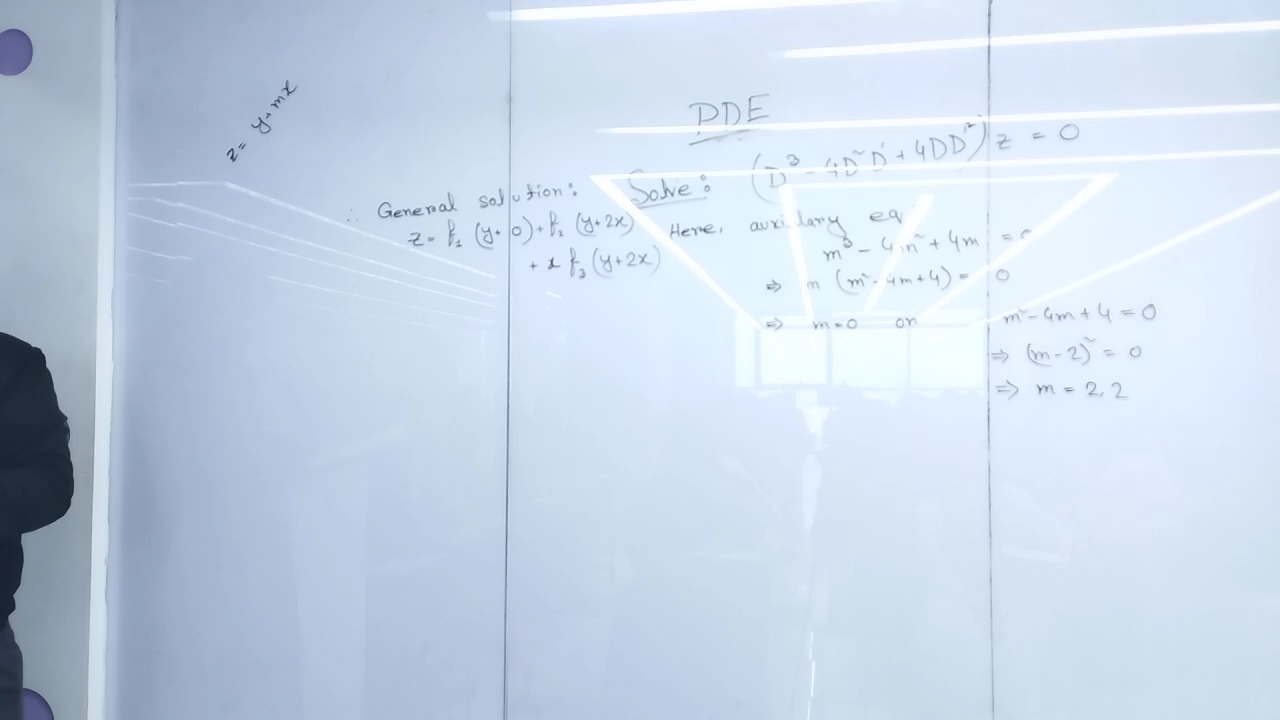 z = y+mx
PDE
Solve: (D³ - 4D²D' + 4DD'²) z = 0
Here, auxillary eq
m³ - 4m² + 4m = 0
⇒ m (m² - 4m + 4) = 0
⇒ m=0 or m² - 4m + 4 = 0
⇒ (m-2)² = 0
⇒ m = 2,2
∴ General solution:
z = f₁ (y+0) + f₂ (y+2x)
+ x f₃ (y+2x)